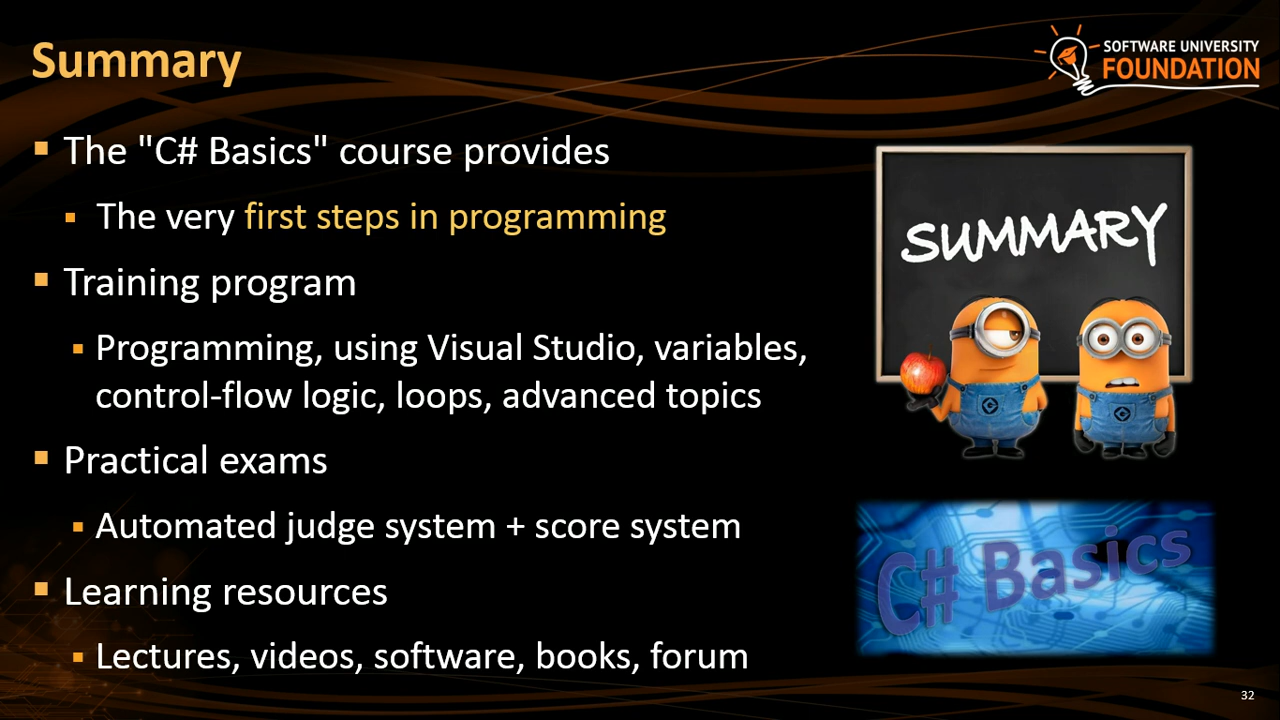 Summary
SOFTWARE UNIVERSITY
FOUNDATION
The "C# Basics" course provides
The very first steps in programming
Training program
Programming, using Visual Studio, variables,
control-flow logic, loops, advanced topics
Practical exams
Automated judge system + score system
Learning resources
Lectures, videos, software, books, forum
SUMMARY
C# Basics
32